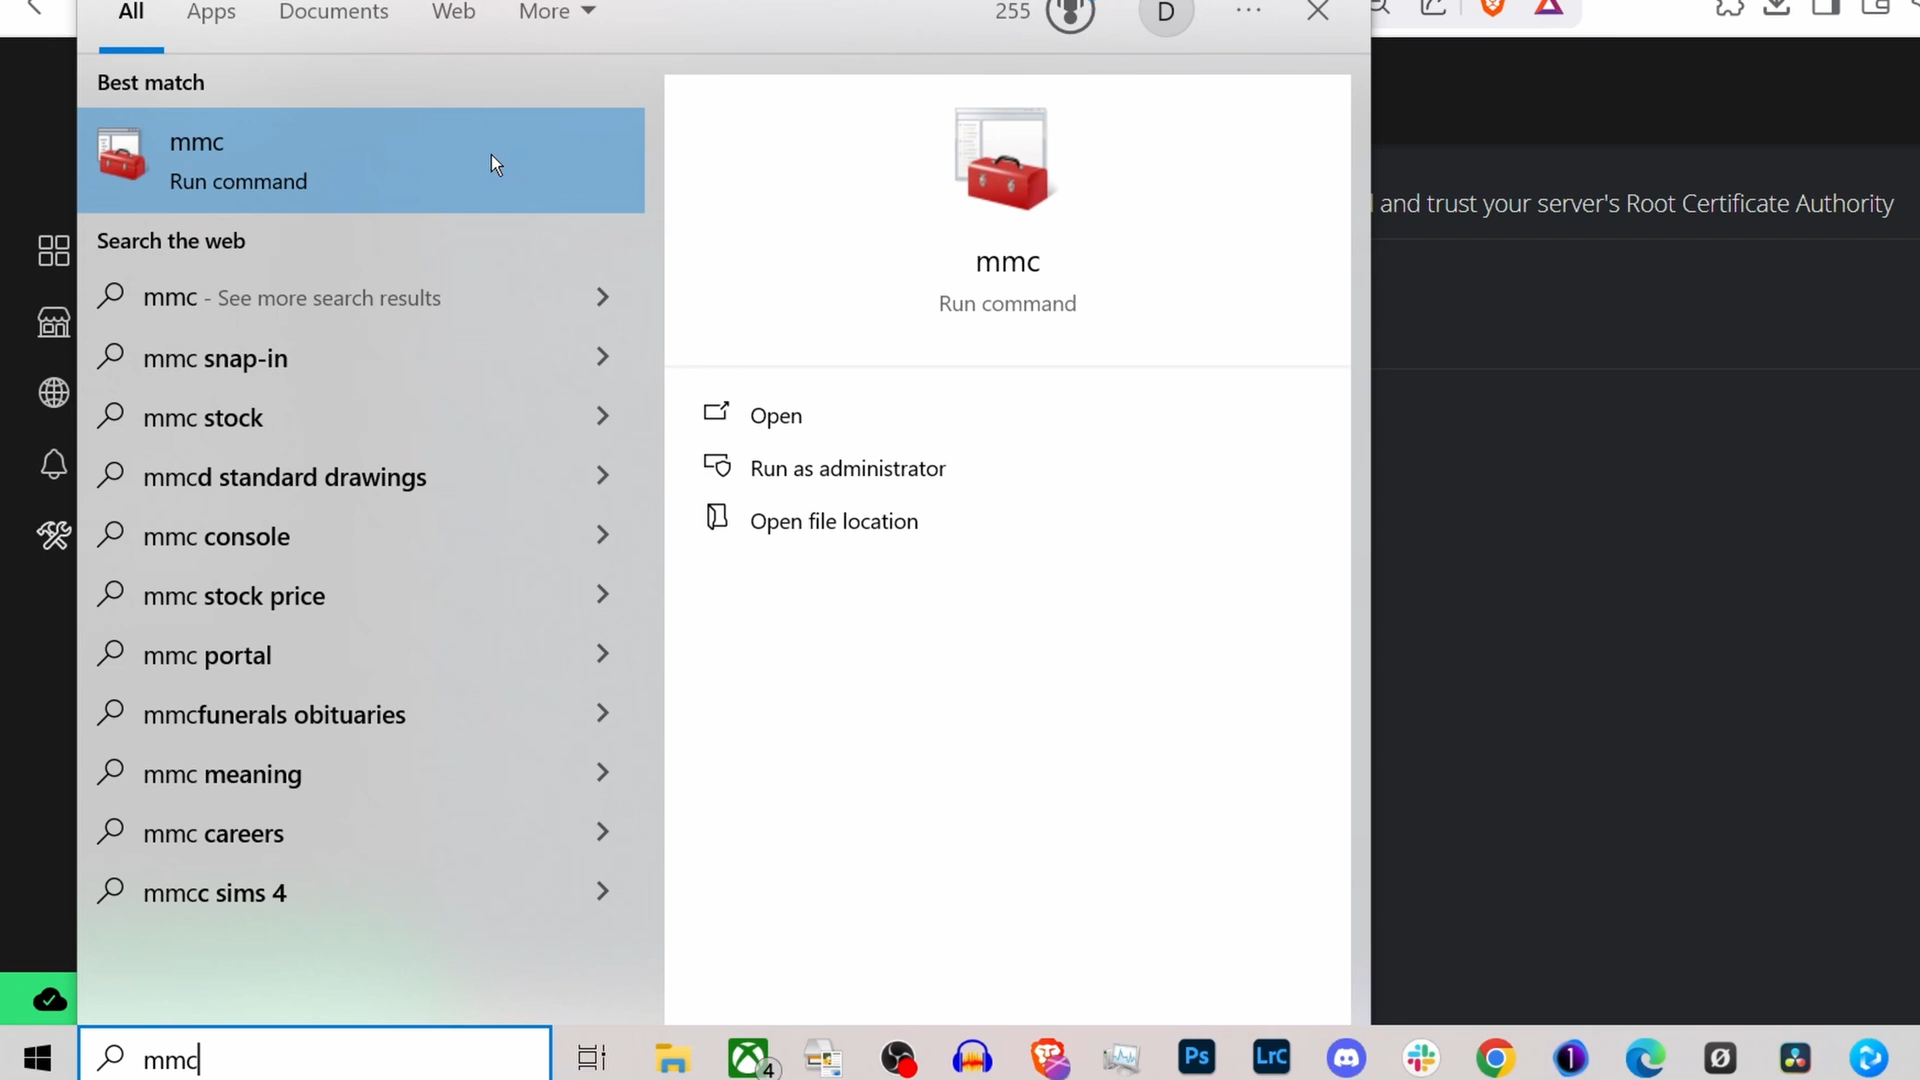 All Apps Documents Web More 255 D
Best match
mmc
Run command
Search the web
mmc - See more search results
mmc snap-in
mmc stock
mmcd standard drawings
mmc console
mmc stock price
mmc portal
mmcfunerals obituaries
mmc meaning
mmc careers
mmcc sims 4
mmc
Run command
Open
Run as administrator
Open file location
and trust your server's Root Certificate Authority
mmc
4
Ps
LrC
1